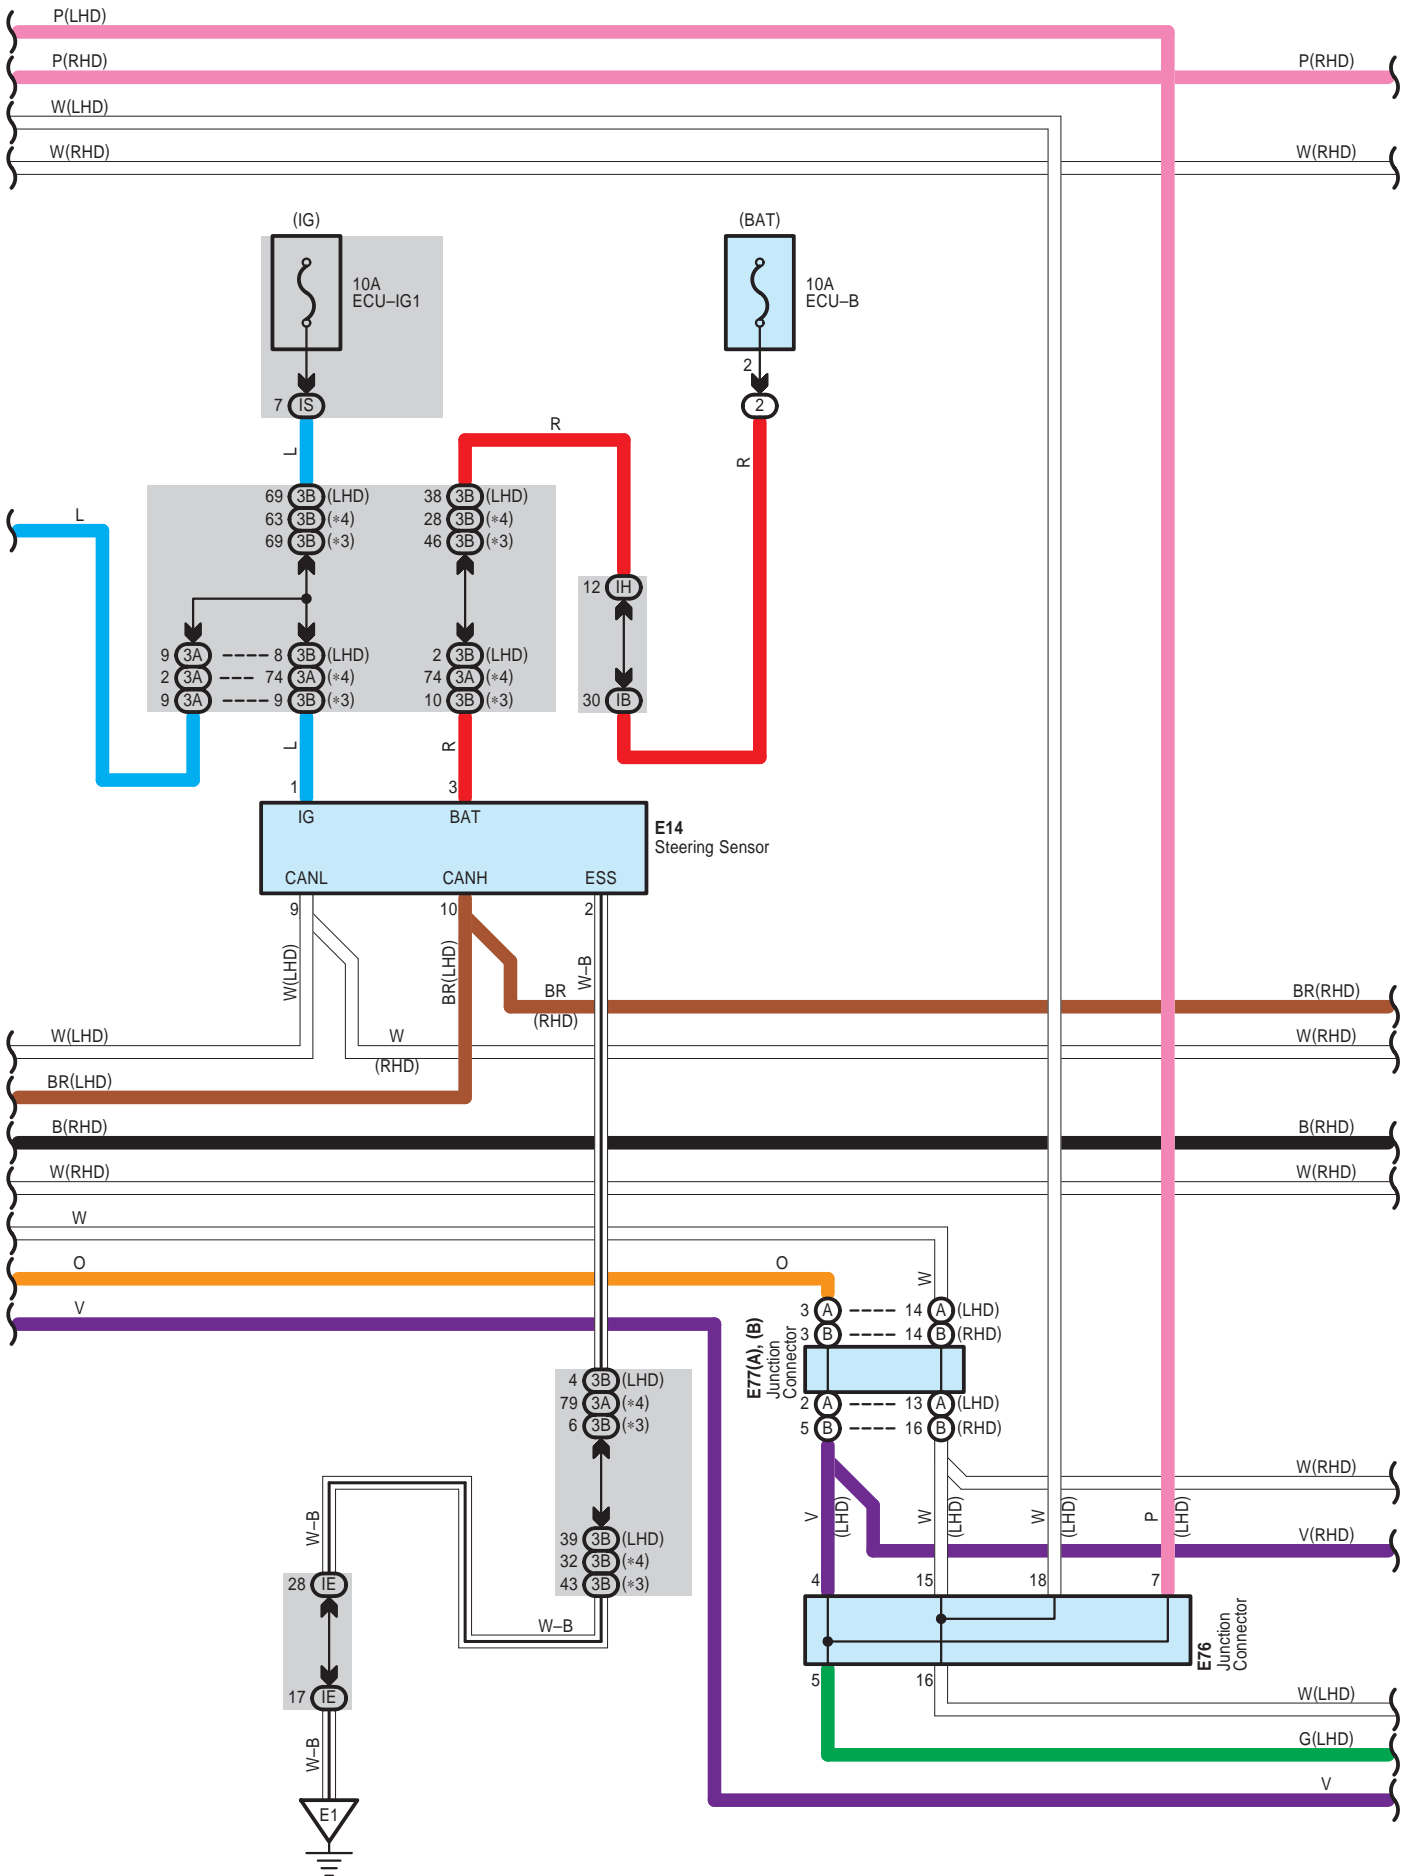 P(LHD)
P(RHD) P(RHD)
W(LHD)
W(RHD) W(RHD)
(IG) (BAT)
10A
ECU–IG1
10A
ECU–B
2
7 IS 2
L R R
69 3B (LHD) 38 3B (LHD)
63 3B (*4) 28 3B (*4)
69 3B (*3) 46 3B (*3)
L
12 IH
9 3A 8 3B (LHD) 2 3B (LHD)
2 3A 74 3A (*4) 74 3A (*4)
9 3A 9 3B (*3) 10 3B (*3)
30 IB
L R
1 3
IG BAT
E14
Steering Sensor
CANL CANH ESS
9 10 2
W(LHD) BR(LHD) W–B
BR
(RHD)
BR(RHD)
W(LHD) W
(RHD)
W(RHD)
BR(LHD)
B(RHD) B(RHD)
W(RHD) W(RHD)
W
O O W
V
3 A 14 A (LHD)
3 B 14 B (RHD)
E77(A), (B)
Junction
Connector
2 A 13 A (LHD)
5 B 16 B (RHD)
4 3B (LHD)
79 3A (*4)
6 3B (*3)
W(RHD)
V
(LHD)
W
(LHD)
W
(LHD)
P
(LHD)
V(RHD)
W–B
39 3B (LHD)
32 3B (*4)
43 3B (*3)
28 IE
4 15 18 7
W–B
E76
Junction
Connector
5 16
17 IE
W(LHD)
G(LHD)
W–B
V
E1